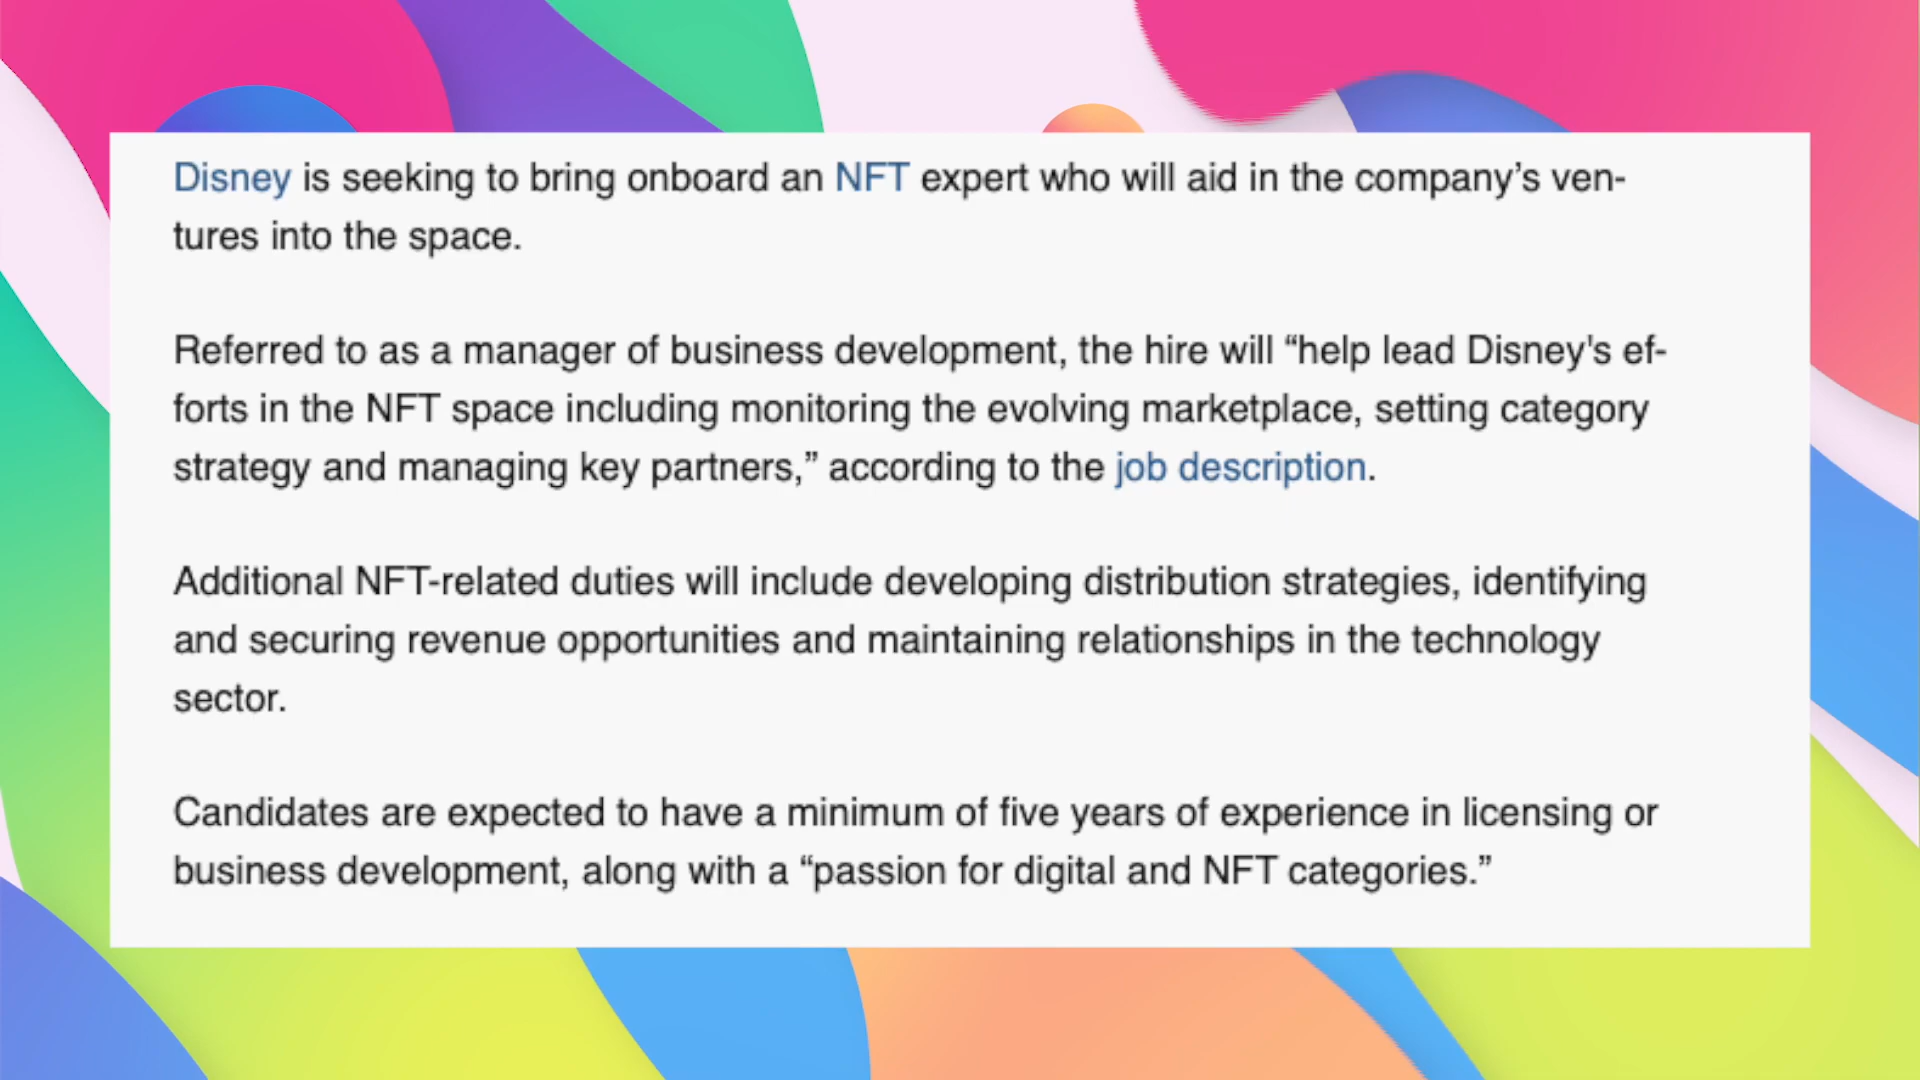 Disney is seeking to bring onboard an NFT expert who will aid in the company’s ven-
tures into the space.
Referred to as a manager of business development, the hire will “help lead Disney's ef-
forts in the NFT space including monitoring the evolving marketplace, setting category
strategy and managing key partners,” according to the job description.
Additional NFT-related duties will include developing distribution strategies, identifying
and securing revenue opportunities and maintaining relationships in the technology
sector.
Candidates are expected to have a minimum of five years of experience in licensing or
business development, along with a “passion for digital and NFT categories.”